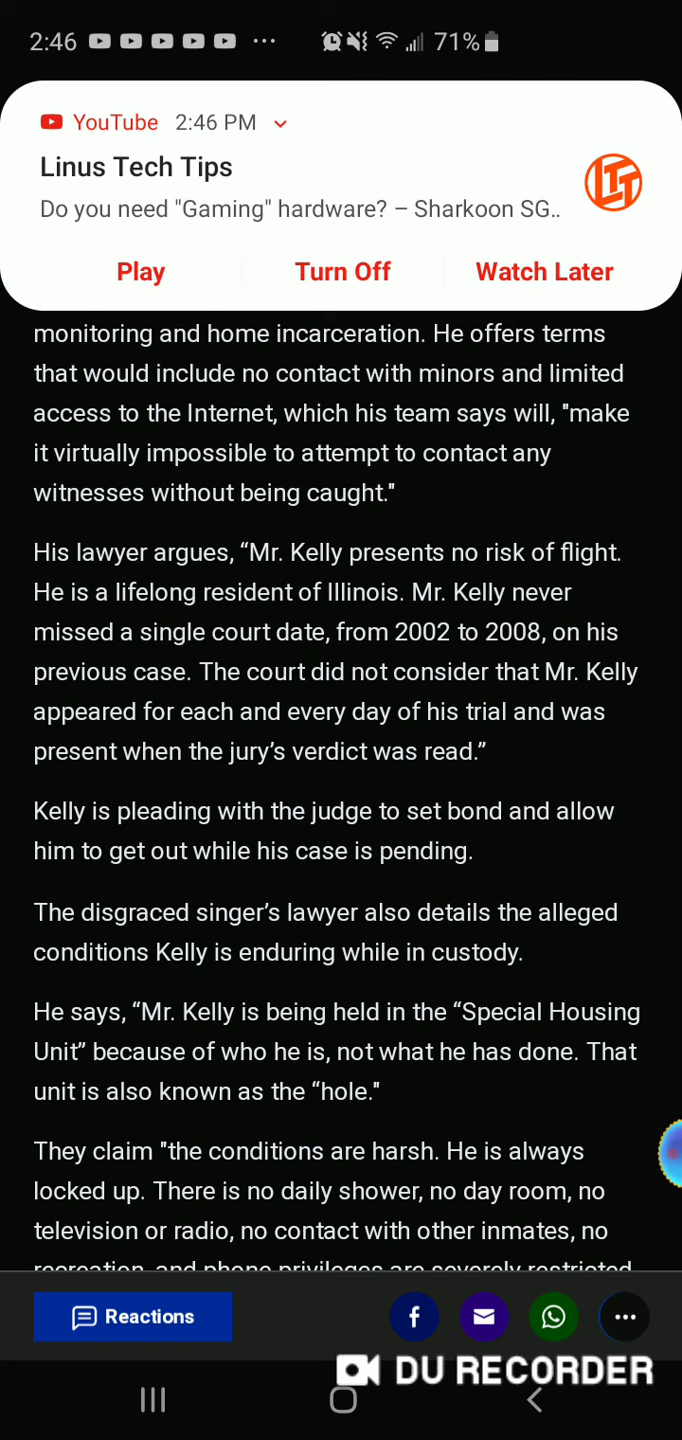 2:46 ... 71%
YouTube 2:46 PM
Linus Tech Tips
LTT
Do you need "Gaming" hardware? – Sharkoon SG..
Play Turn Off Watch Later
monitoring and home incarceration. He offers terms
that would include no contact with minors and limited
access to the Internet, which his team says will, "make
it virtually impossible to attempt to contact any
witnesses without being caught."
His lawyer argues, “Mr. Kelly presents no risk of flight.
He is a lifelong resident of Illinois. Mr. Kelly never
missed a single court date, from 2002 to 2008, on his
previous case. The court did not consider that Mr. Kelly
appeared for each and every day of his trial and was
present when the jury’s verdict was read.”
Kelly is pleading with the judge to set bond and allow
him to get out while his case is pending.
The disgraced singer’s lawyer also details the alleged
conditions Kelly is enduring while in custody.
He says, “Mr. Kelly is being held in the “Special Housing
Unit” because of who he is, not what he has done. That
unit is also known as the “hole."
They claim "the conditions are harsh. He is always
locked up. There is no daily shower, no day room, no
television or radio, no contact with other inmates, no
recreation, and phone privileges are severely restricted
Reactions
DU RECORDER